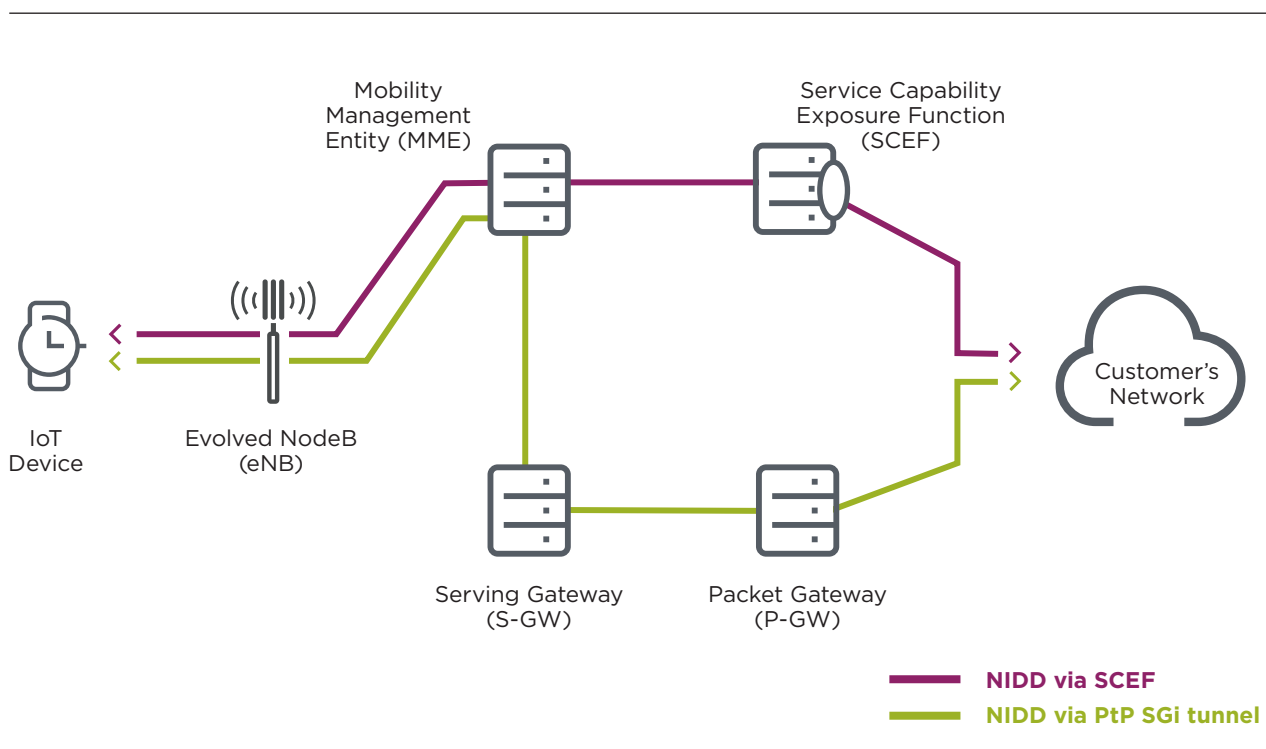 Mobility
Management
Entity (MME)
Service Capability
Exposure Function
(SCEF)
IoT
Device
Evolved NodeB
(eNB)
Customer's
Network
Serving Gateway
(S-GW)
Packet Gateway
(P-GW)
NIDD via SCEF
NIDD via PtP SGi tunnel